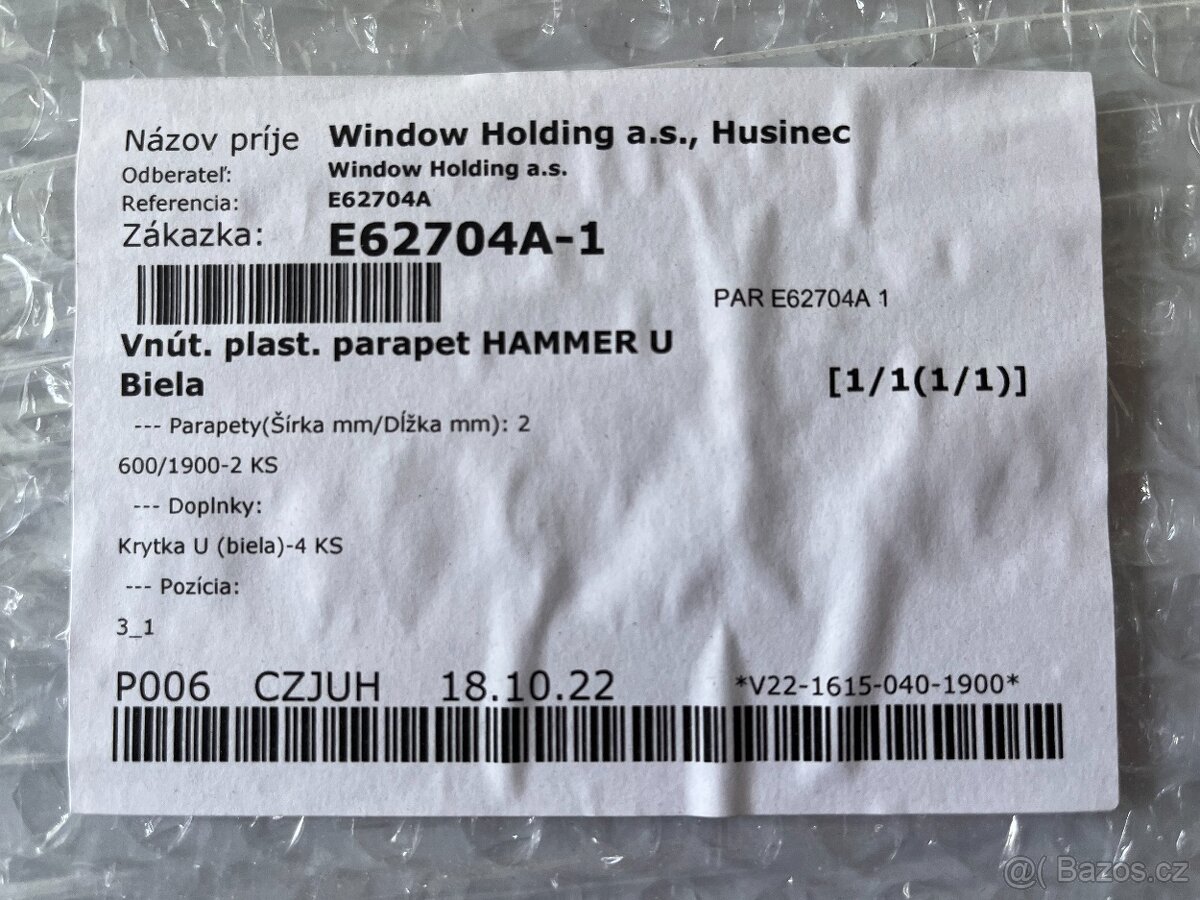 Názov príje Window Holding a.s., Husinec
Odberateľ: Window Holding a.s.
Referencia: E62704A
Zákazka: E62704A-1
PAR E62704A 1
Vnút. plast. parapet HAMMER U
Biela [1/1(1/1)]
--- Parapety(Šírka mm/Dĺžka mm): 2
600/1900-2 KS
--- Doplnky:
Krytka U (biela)-4 KS
--- Pozícia:
3_1
P006 CZJUH 18.10.22 *V22-1615-040-1900*
@( Bazos.cz